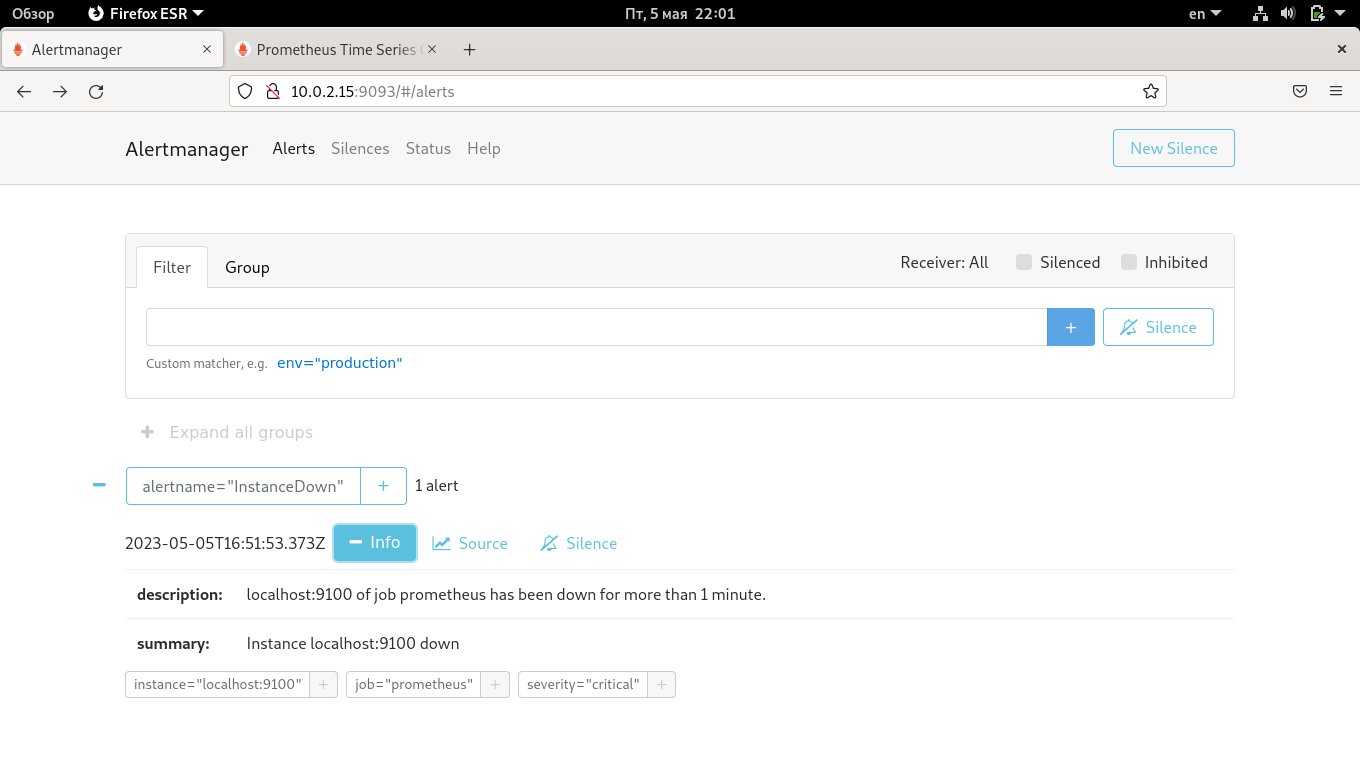 Обзор Firefox ESR Пт, 5 мая 22:01 en
Alertmanager Prometheus Time Series
10.0.2.15:9093/#/alerts
Alertmanager Alerts Silences Status Help New Silence
Filter Group Receiver: All Silenced Inhibited
+ Silence
Custom matcher, e.g. env="production"
+ Expand all groups
alertname="InstanceDown" + 1 alert
2023-05-05T16:51:53.373Z Info Source Silence
description: localhost:9100 of job prometheus has been down for more than 1 minute.
summary: Instance localhost:9100 down
instance="localhost:9100" + job="prometheus" + severity="critical" +